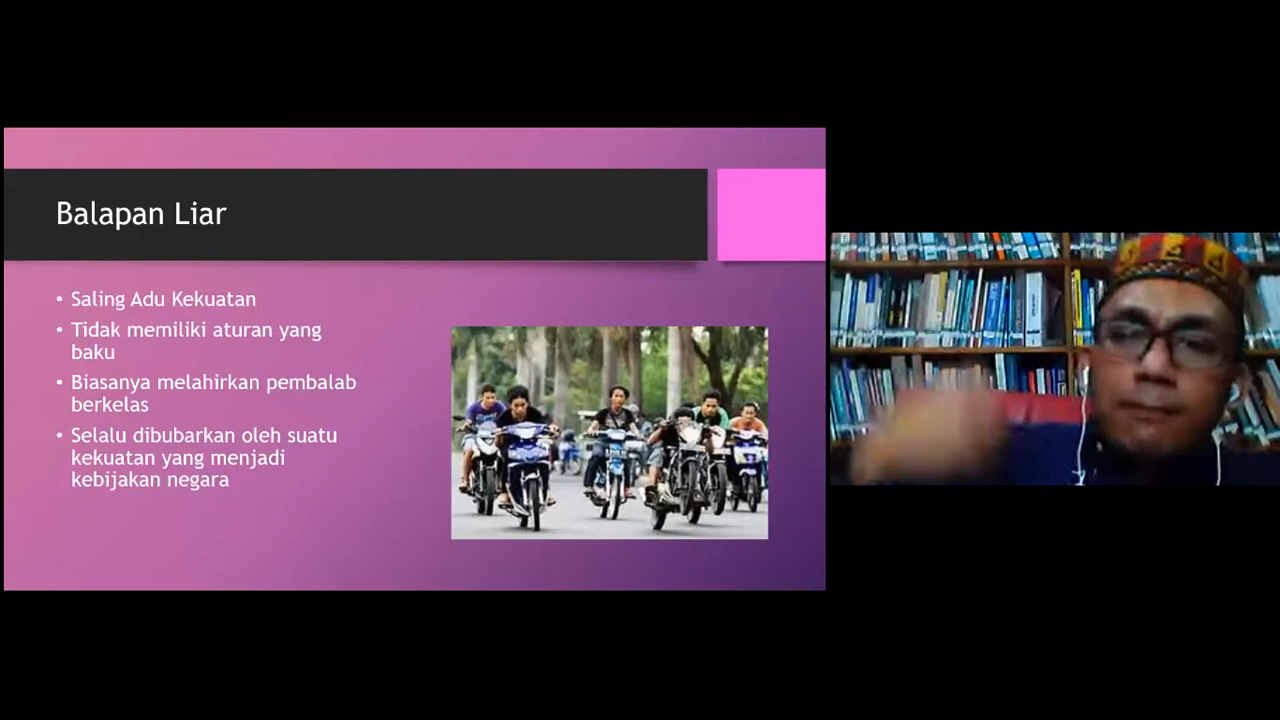 Balapan Liar
• Saling Adu Kekuatan
• Tidak memiliki aturan yang
baku
• Biasanya melahirkan pembalab
berkelas
• Selalu dibubarkan oleh suatu
kekuatan yang menjadi
kebijakan negara